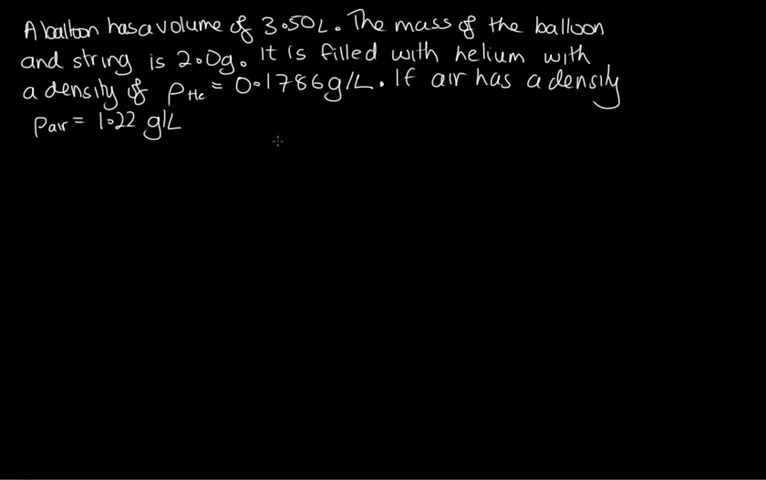 A balloon has a volume of 3.50L. The mass of the balloon
and string is 2.0g. It is filled with helium with
a density of ρHe = 0.1786g/L. If air has a density
ρair = 1.22 g/L